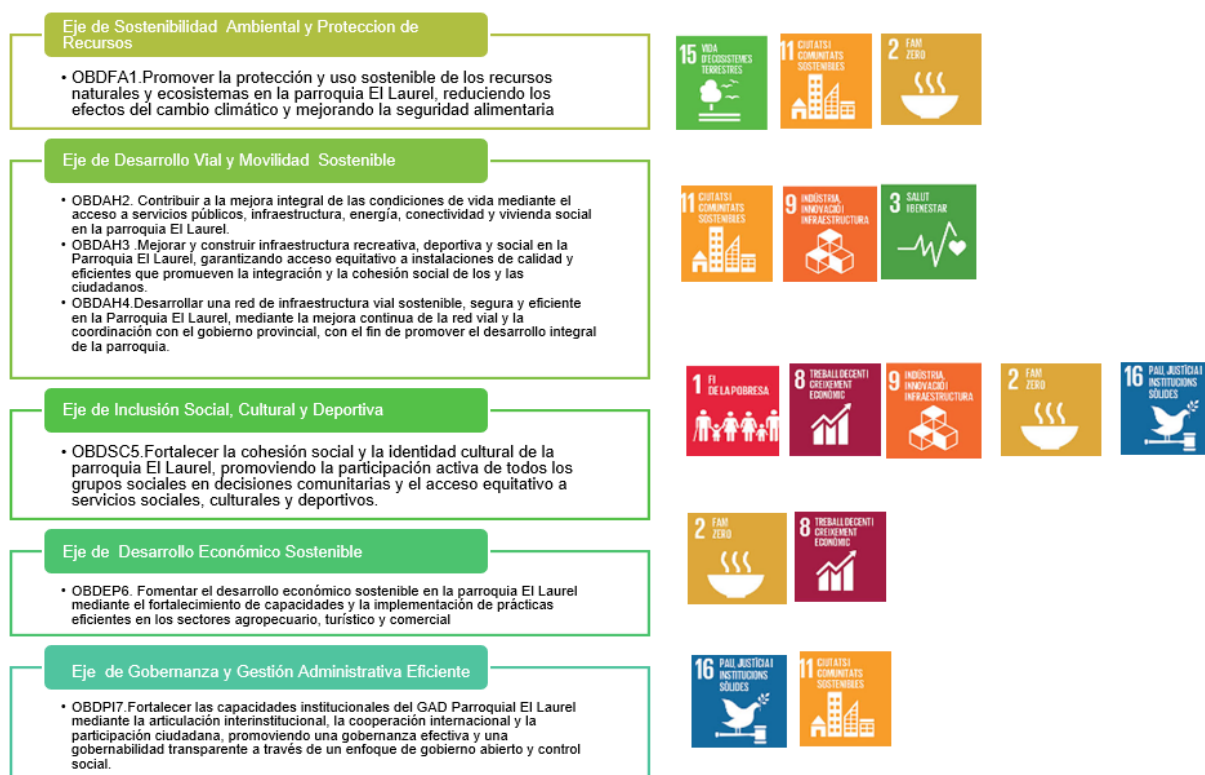 Eje de Sostenibilidad Ambiental y Proteccion de
Recursos
• OBDFA1.Promover la protección y uso sostenible de los recursos
naturales y ecosistemas en la parroquia El Laurel, reduciendo los
efectos del cambio climático y mejorando la seguridad alimentaria
15 VIDA
D'ECOSISTEMES
TERRESTRES
11 CIUTATS I
COMUNITATS
SOSTENIBLES
2 FAM
ZERO
Eje de Desarrollo Vial y Movilidad Sostenible
• OBDAH2. Contribuir a la mejora integral de las condiciones de vida mediante el
acceso a servicios públicos, infraestructura, energía, conectividad y vivienda social
en la parroquia El Laurel.
• OBDAH3 .Mejorar y construir infraestructura recreativa, deportiva y social en la
Parroquia El Laurel, garantizando acceso equitativo a instalaciones de calidad y
eficientes que promueven la integración y la cohesión social de los y las
ciudadanos.
• OBDAH4.Desarrollar una red de infraestructura vial sostenible, segura y eficiente
en la Parroquia El Laurel, mediante la mejora continua de la red vial y la
coordinación con el gobierno provincial, con el fin de promover el desarrollo integral
de la parroquia.
11 CIUTATS I
COMUNITATS
SOSTENIBLES
9 INDÚSTRIA,
INNOVACIÓ I
INFRAESTRUCTURA
3 SALUT
I BENESTAR
Eje de Inclusión Social, Cultural y Deportiva
• OBDSC5.Fortalecer la cohesión social y la identidad cultural de la
parroquia El Laurel, promoviendo la participación activa de todos los
grupos sociales en decisiones comunitarias y el acceso equitativo a
servicios sociales, culturales y deportivos.
1 FI
DE LA POBRESA
8 TREBALL DECENT I
CREIXEMENT
ECONÒMIC
9 INDÚSTRIA,
INNOVACIÓ I
INFRAESTRUCTURA
2 FAM
ZERO
16 PAU, JUSTÍCIA I
INSTITUCIONS
SÒLIDES
Eje de Desarrollo Económico Sostenible
• OBDEP6. Fomentar el desarrollo económico sostenible en la parroquia El Laurel
mediante el fortalecimiento de capacidades y la implementación de prácticas
eficientes en los sectores agropecuario, turístico y comercial
2 FAM
ZERO
8 TREBALL DECENT I
CREIXEMENT
ECONÒMIC
Eje de Gobernanza y Gestión Administrativa Eficiente
• OBDPI7.Fortalecer las capacidades institucionales del GAD Parroquial El Laurel
mediante la articulación interinstitucional, la cooperación internacional y la
participación ciudadana, promoviendo una gobernanza efectiva y una
gobernabilidad transparente a través de un enfoque de gobierno abierto y control
social.
16 PAU, JUSTÍCIA I
INSTITUCIONS
SÒLIDES
11 CIUTATS I
COMUNITATS
SOSTENIBLES